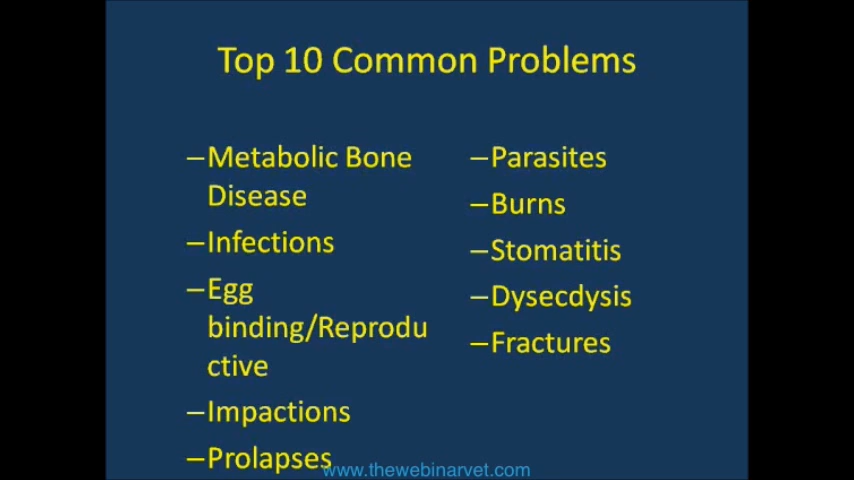 Top 10 Common Problems
–Metabolic Bone
Disease
–Infections
–Egg
binding/Reprodu
ctive
–Impactions
–Prolapses
–Parasites
–Burns
–Stomatitis
–Dysecdysis
–Fractures
www.thewebinarvet.com